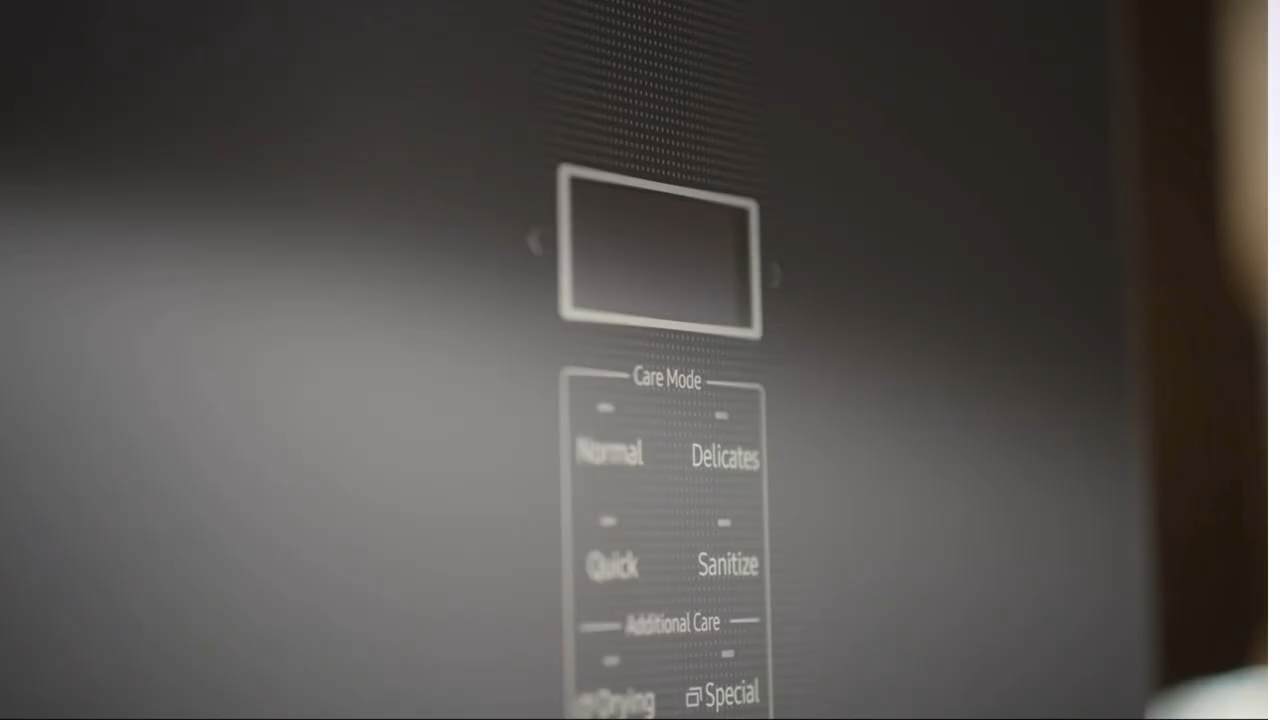 Care Mode
Normal Delicates
Quick Sanitize
Additional Care
Drying Special